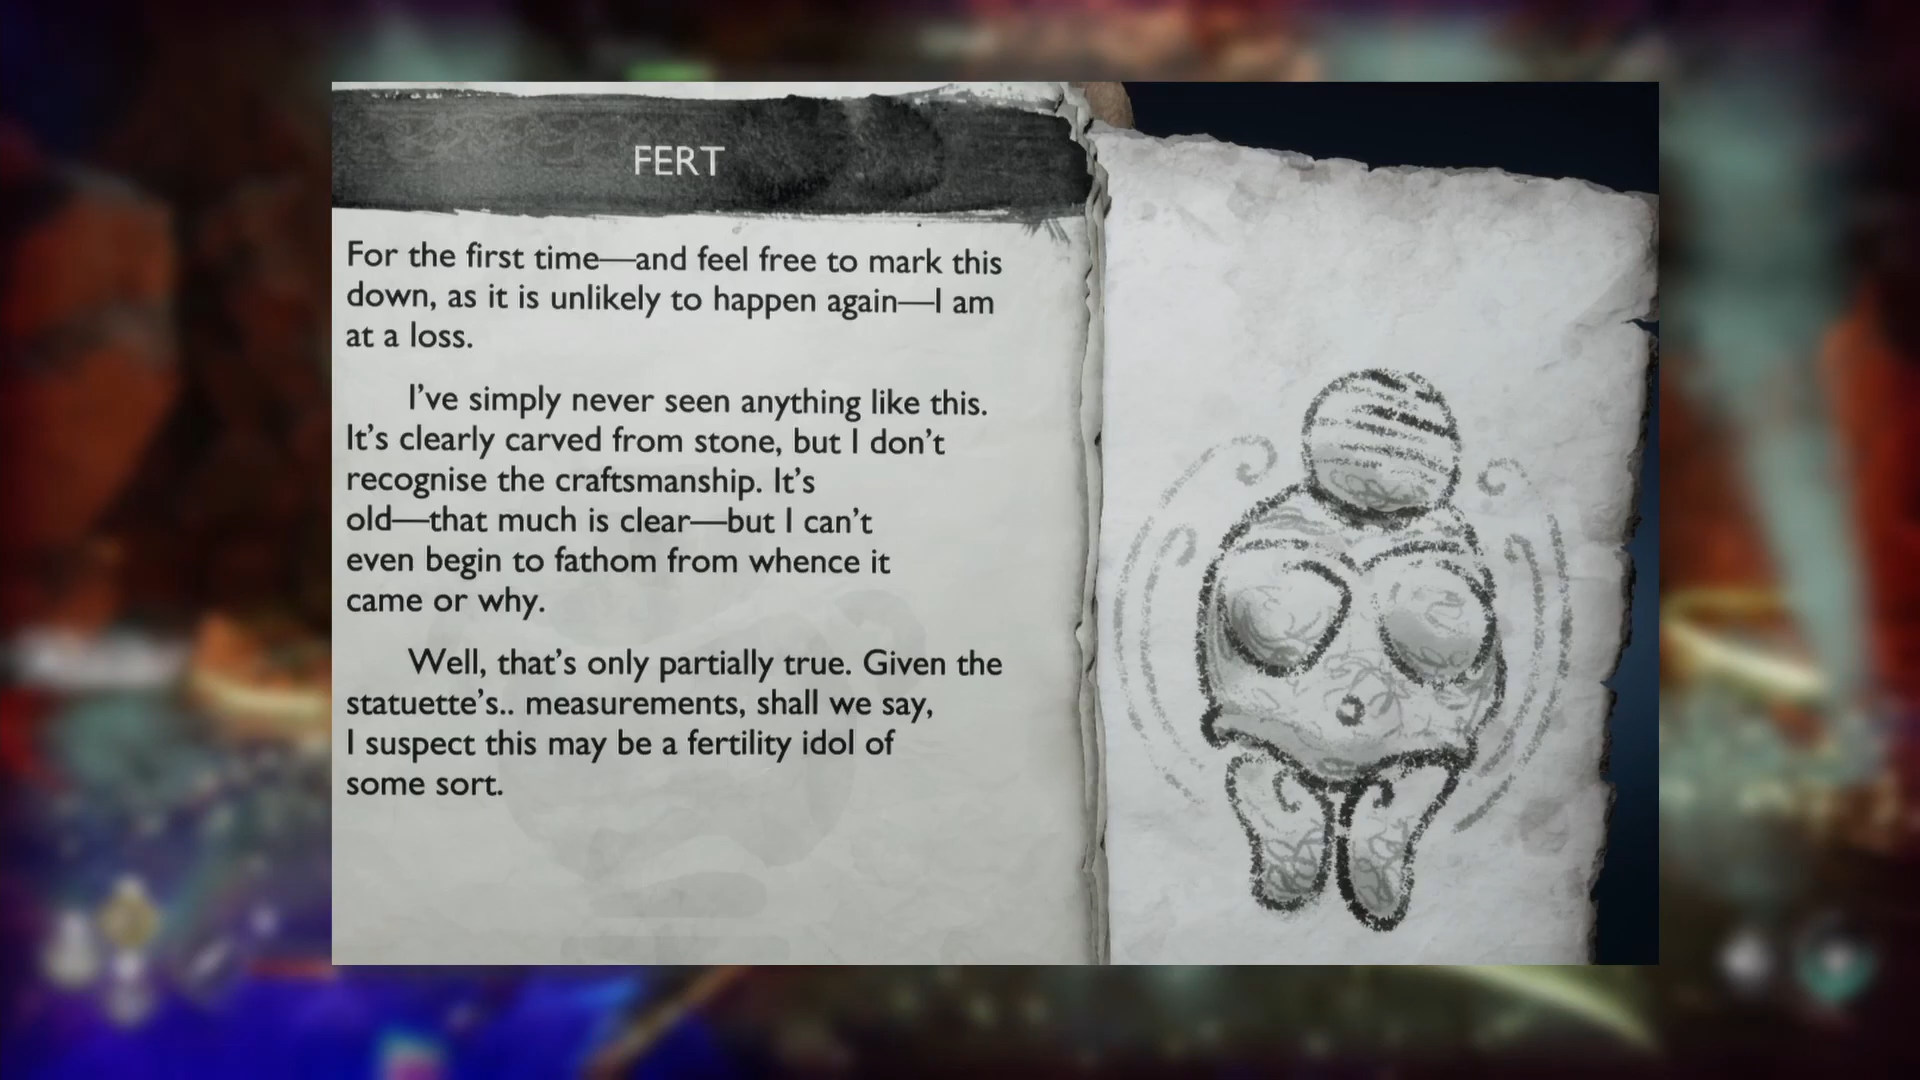 FERT
For the first time—and feel free to mark this
down, as it is unlikely to happen again—I am
at a loss.
I’ve simply never seen anything like this.
It’s clearly carved from stone, but I don’t
recognise the craftsmanship. It’s
old—that much is clear—but I can’t
even begin to fathom from whence it
came or why.
Well, that’s only partially true. Given the
statuette’s.. measurements, shall we say,
I suspect this may be a fertility idol of
some sort.